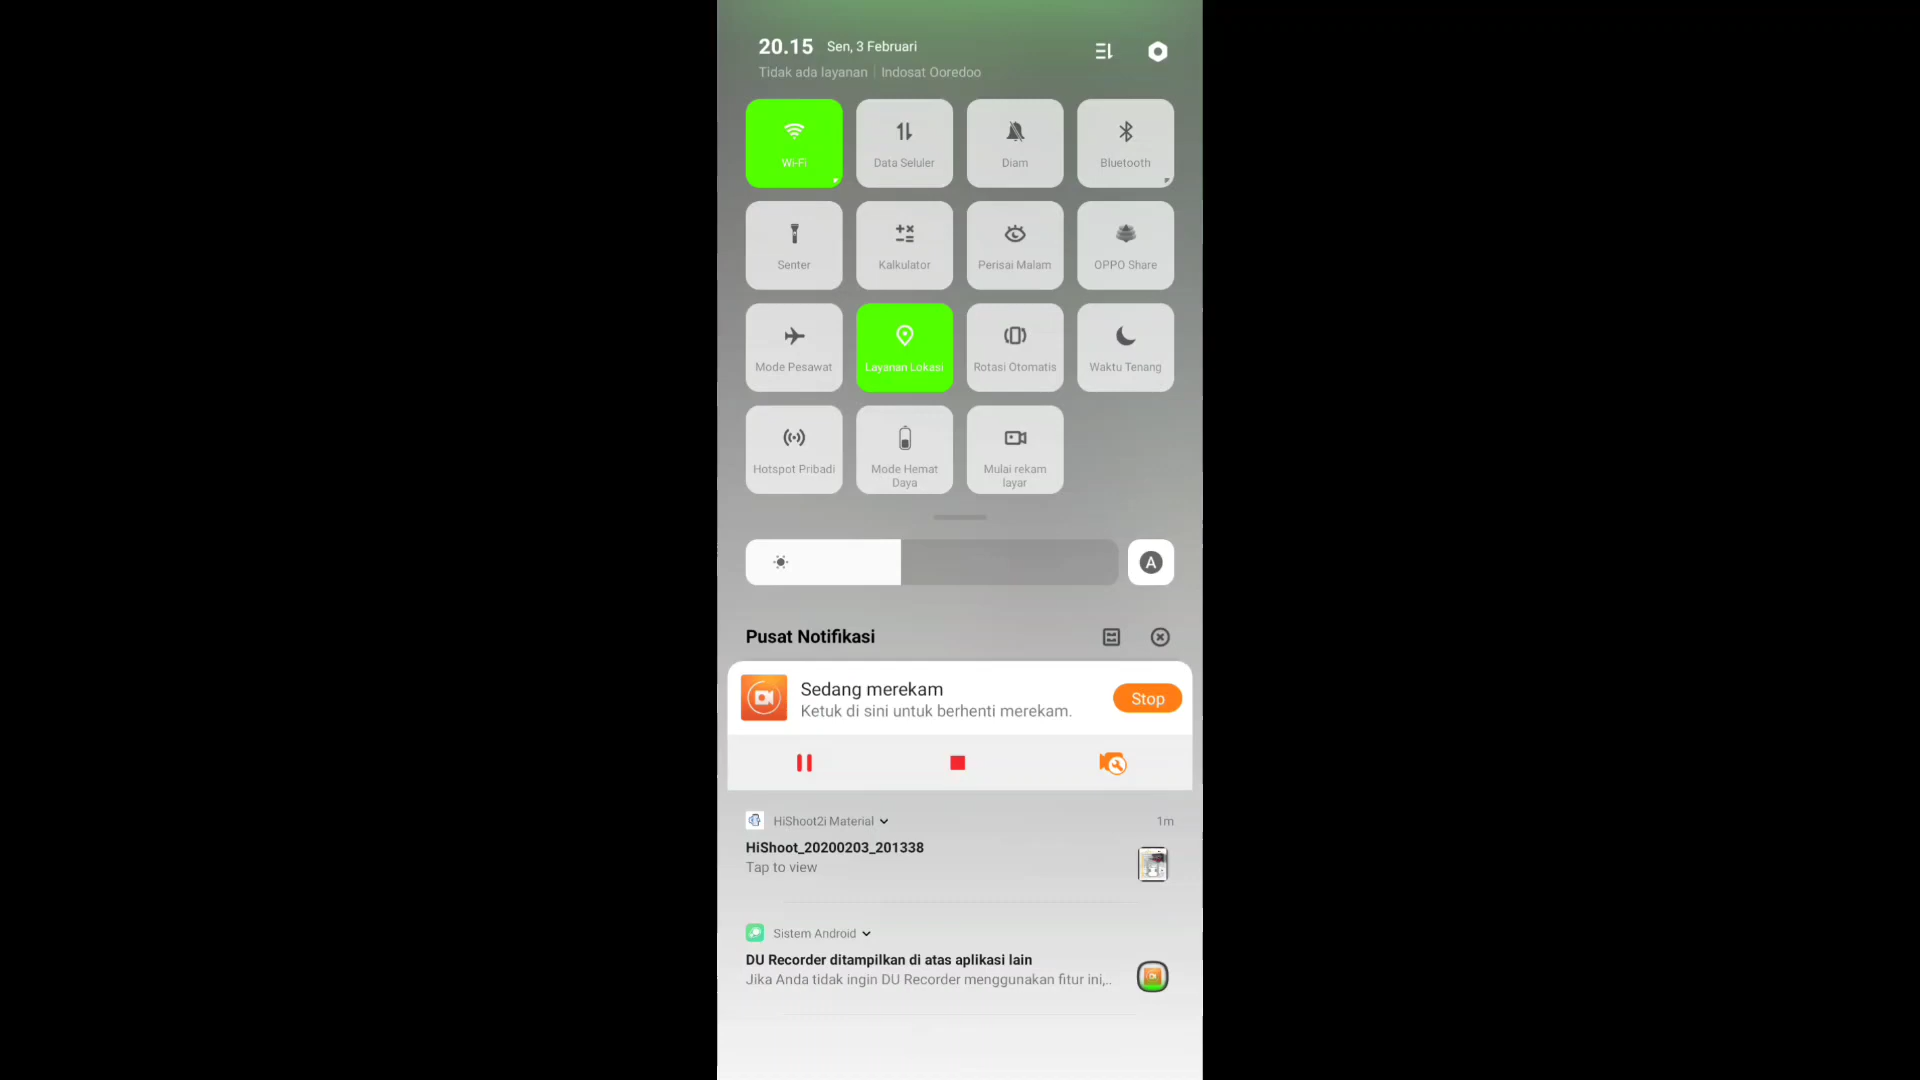 20.15 Sen, 3 Februari
Tidak ada layanan | Indosat Ooredoo
Wi-Fi
Data Seluler
Diam
Bluetooth
Senter
Kalkulator
Perisai Malam
OPPO Share
Mode Pesawat
Layanan Lokasi
Rotasi Otomatis
Waktu Tenang
Hotspot Pribadi
Mode Hemat
Daya
Mulai rekam
layar
A
Pusat Notifikasi
Sedang merekam
Ketuk di sini untuk berhenti merekam.
Stop
HiShoot2i Material 1m
HiShoot_20200203_201338
Tap to view
Sistem Android
DU Recorder ditampilkan di atas aplikasi lain
Jika Anda tidak ingin DU Recorder menggunakan fitur ini,..